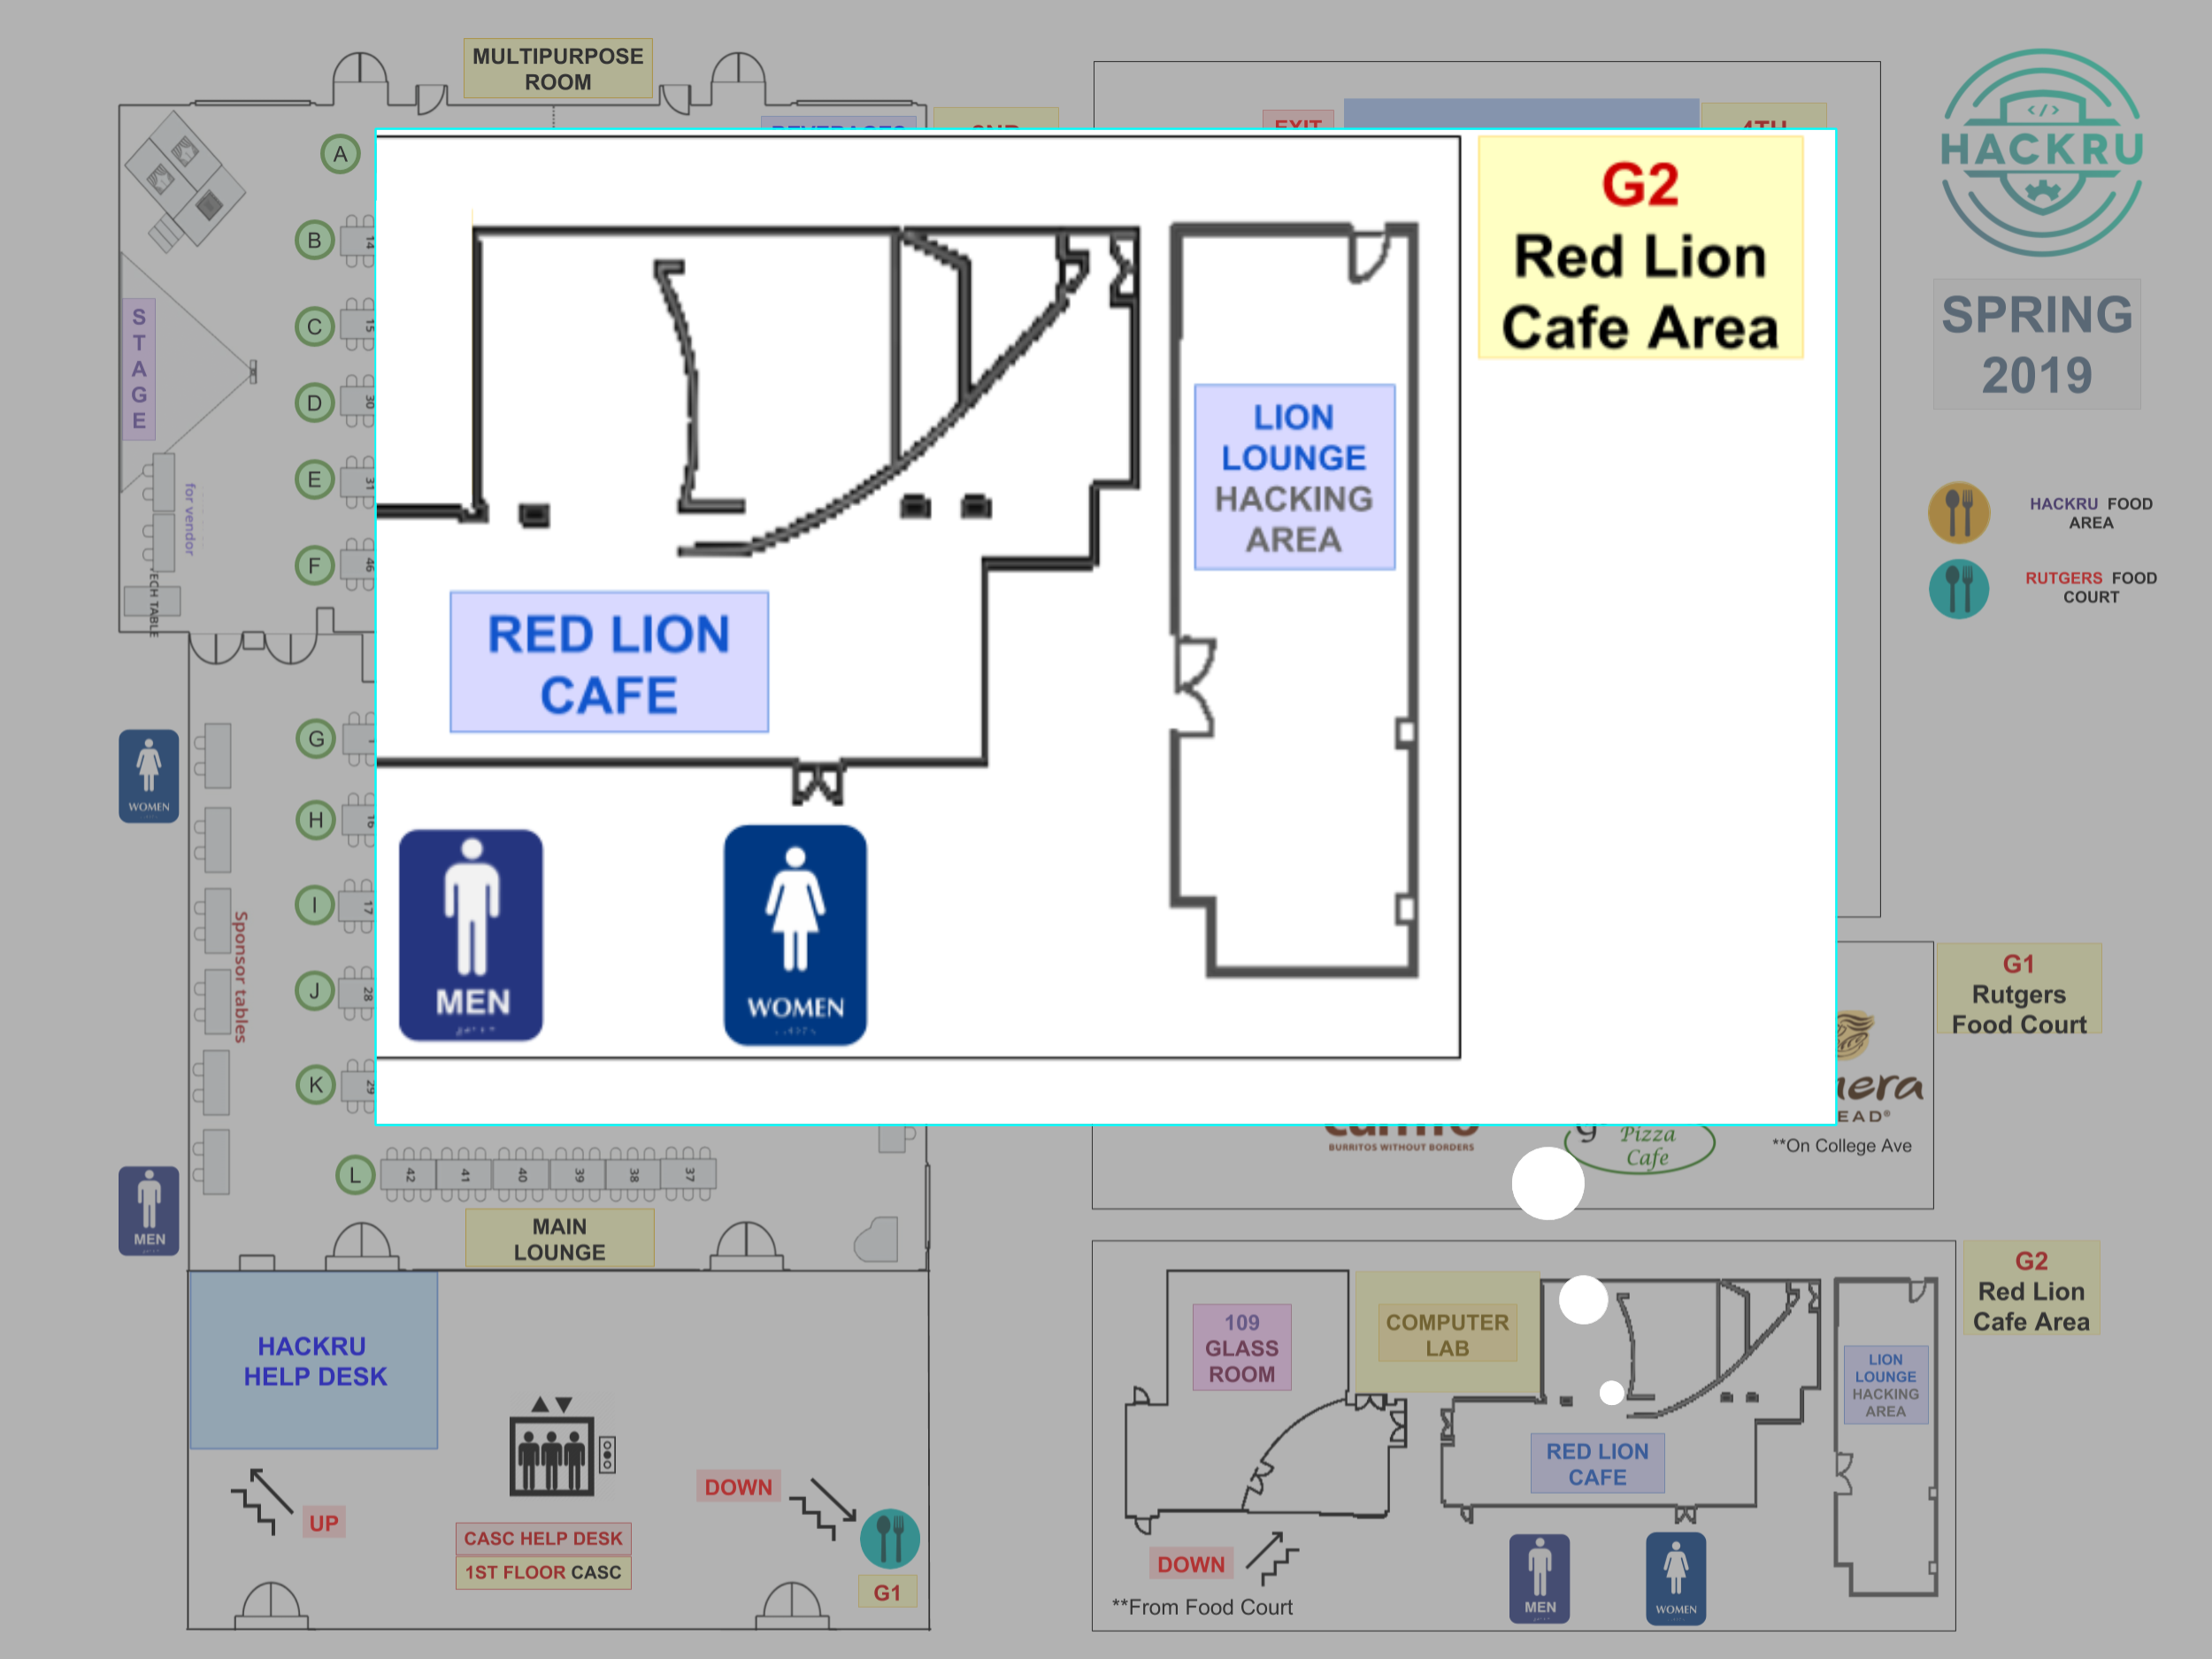 MULTIPURPOSE
ROOM
A
B
C
D
E
F
14
15
30
31
46
S
T
A
G
E
for vendor
G
H
I
J
K
16
17
28
29
Sponsor tables
WOMEN
MEN
L
42
41
40
39
38
37
MAIN
LOUNGE
HACKRU
HELP DESK
UP
DOWN
CASC HELP DESK
1ST FLOOR CASC
G1
EXIT
4TH
G2
Red Lion
Cafe Area
LION
LOUNGE
HACKING
AREA
RED LION
CAFE
MEN
WOMEN
</>
HACKRU
SPRING
2019
HACKRU FOOD
AREA
RUTGERS FOOD
COURT
G1
Rutgers
Food Court
BURRITOS WITHOUT BORDERS
Pizza
Cafe
**On College Ave
G2
Red Lion
Cafe Area
109
GLASS
ROOM
COMPUTER
LAB
LION
LOUNGE
HACKING
AREA
RED LION
CAFE
DOWN
**From Food Court
MEN
WOMEN